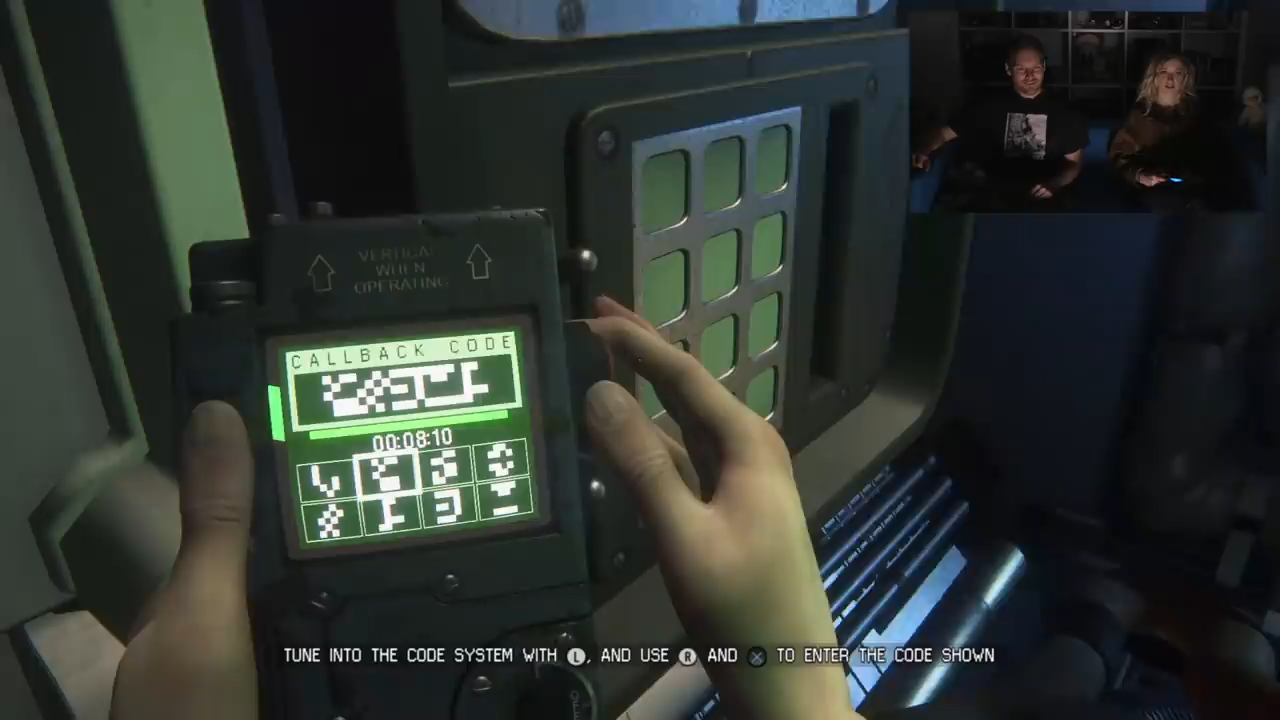 VERTICAL
WHEN
OPERATING
CALLBACK CODE
00:08:10
TUNE INTO THE CODE SYSTEM WITH L, AND USE R AND X TO ENTER THE CODE SHOWN